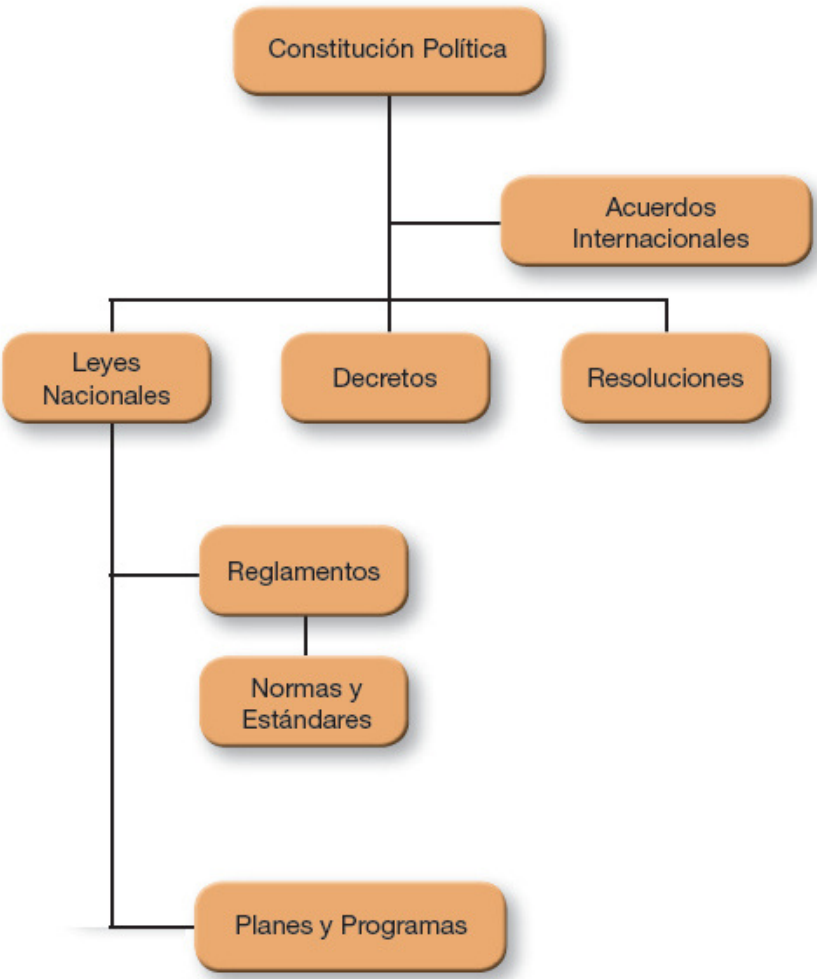 Constitución Política
Acuerdos
Internacionales
Leyes
Nacionales
Decretos
Resoluciones
Reglamentos
Normas y
Estándares
Planes y Programas